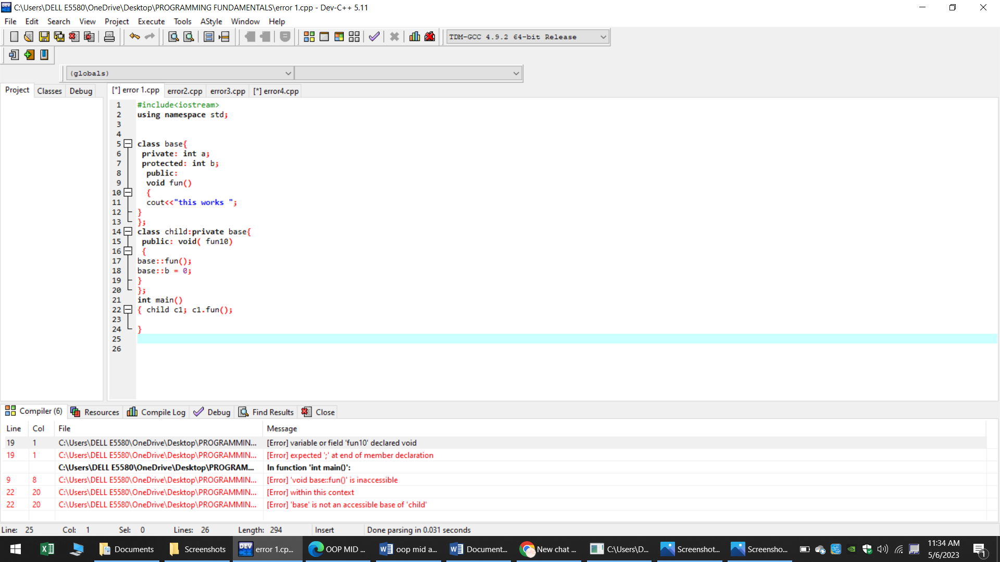 C:\Users\DELL E5580\OneDrive\Desktop\PROGRAMMING FUNDAMENTALS\error 1.cpp - Dev-C++ 5.11
File Edit Search View Project Execute Tools AStyle Window Help
TDM-GCC 4.9.2 64-bit Release
(globals)
Project Classes Debug
[*] error 1.cpp error2.cpp error3.cpp [*] error4.cpp
1 #include<iostream>
2 using namespace std;
3
4
5 class base{
6 private: int a;
7 protected: int b;
8 public:
9 void fun()
10 {
11 cout<<"this works ";
12 }
13 };
14 class child:private base{
15 public: void( fun10)
16 {
17 base::fun();
18 base::b = 0;
19 }
20 };
21 int main()
22 { child c1; c1.fun();
23
24 }
25
26
Compiler (6) Resources Compile Log Debug Find Results Close
Line Col File Message
19 1 C:\Users\DELL E5580\OneDrive\Desktop\PROGRAMMIN... [Error] variable or field 'fun10' declared void
19 1 C:\Users\DELL E5580\OneDrive\Desktop\PROGRAMMIN... [Error] expected ';' at end of member declaration
C:\Users\DELL E5580\OneDrive\Desktop\PROGRAM... In function 'int main()':
9 8 C:\Users\DELL E5580\OneDrive\Desktop\PROGRAMMIN... [Error] 'void base::fun()' is inaccessible
22 20 C:\Users\DELL E5580\OneDrive\Desktop\PROGRAMMIN... [Error] within this context
22 20 C:\Users\DELL E5580\OneDrive\Desktop\PROGRAMMIN... [Error] 'base' is not an accessible base of 'child'
Line: 25 Col: 1 Sel: 0 Lines: 26 Length: 294 Insert Done parsing in 0.031 seconds
Documents Screenshots DEV error 1.cp... OOP MID ... oop mid a... Document... New chat ... C:\Users\D... Screenshot... Screensho... 11:34 AM
5/6/2023
1